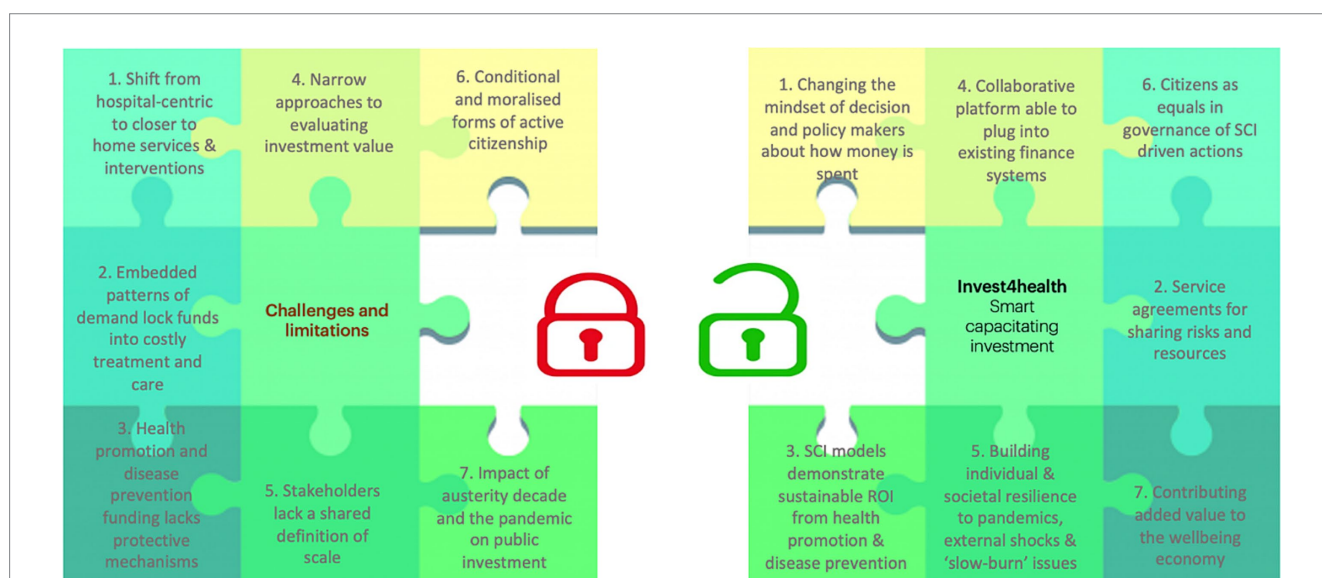 1. Shift from
hospital-centric
to closer to
home services &
interventions
4. Narrow
approaches to
evaluating
investment value
6. Conditional
and moralised
forms of active
citizenship
2. Embedded
patterns of
demand lock funds
into costly
treatment and
care
Challenges and
limitations
3. Health
promotion and
disease
prevention
funding lacks
protective
mechanisms
5. Stakeholders
lack a shared
definition of
scale
7. Impact of
austerity decade
and the pandemic
on public
investment
1. Changing the
mindset of decision
and policy makers
about how money is
spent
4. Collaborative
platform able to
plug into
existing finance
systems
6. Citizens as
equals in
governance of SCI
driven actions
Invest4health
Smart
capacitating
investment
2. Service
agreements for
sharing risks and
resources
3. SCI models
demonstrate
sustainable ROI
from health
promotion &
disease prevention
5. Building
individual &
societal resilience
to pandemics,
external shocks &
‘slow-burn’ issues
7. Contributing
added value to
the wellbeing
economy